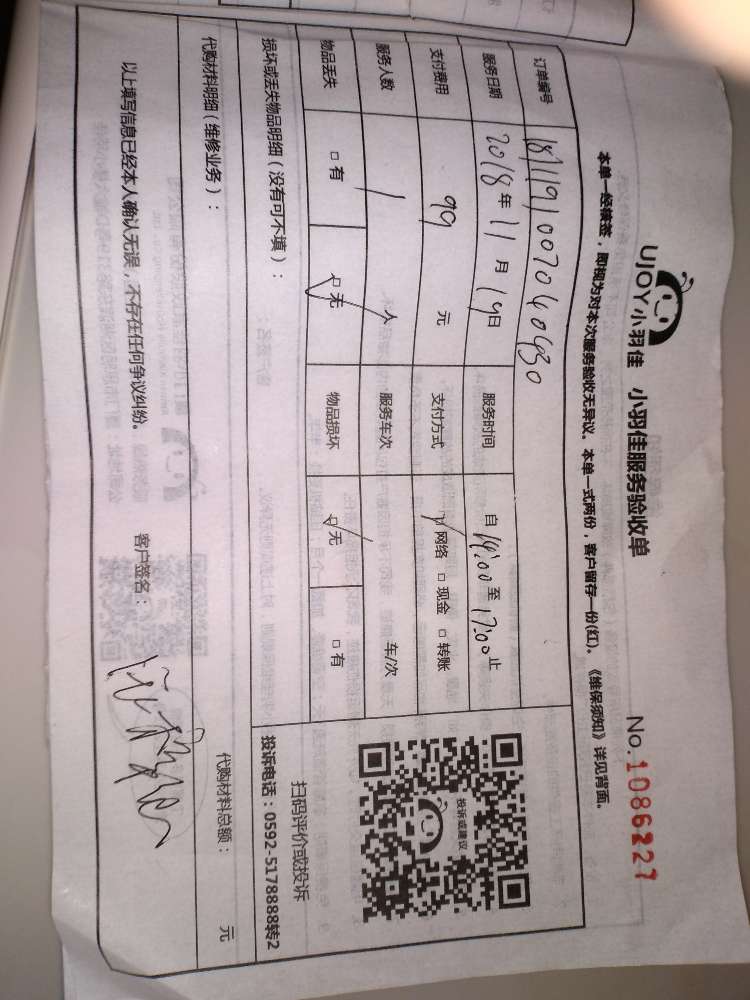 UJOY小羽佳 小羽佳服务验收单
No.1086227
本单一经接签，即视为对本次服务验收无异议。本单一式两份，客户留存一份(红)。《维保须知》详见背面。
订单编号
服务日期 2018年11月19日 服务时间 自14:00至17:00止
支付费用 99 元 支付方式 ☑网络 □现金 □转账
服务人数 1 人 服务车次 车/次
物品丢失 □有 ☑无 物品损坏 ☑无 □有
投诉或建议
扫码评价或投诉
损坏或丢失物品明细（没有可不填）：
投诉电话：0592-5178888转2
代购材料明细（维修业务）：
代购材料总额： 元
以上填写信息已经本人确认无误，不存在任何争议纠纷。 客户签名：